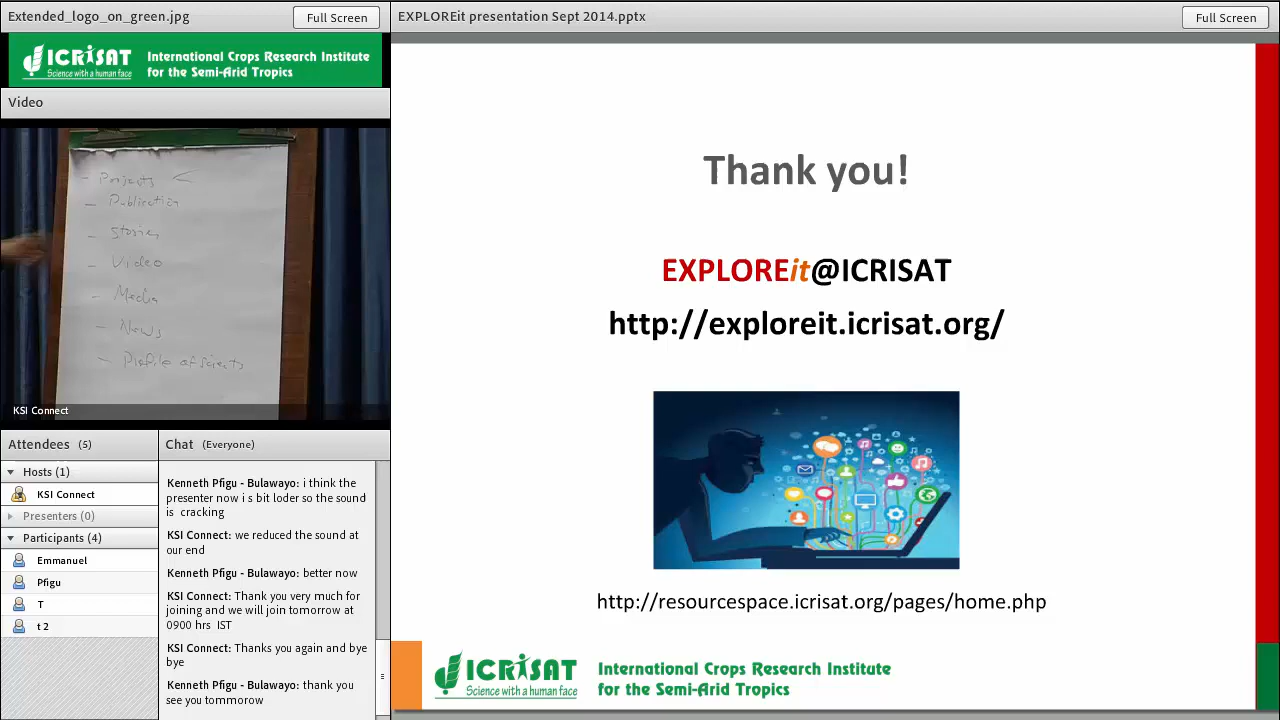 Extended_logo_on_green.jpg
Full Screen
ICRISAT
Science with a human face
International Crops Research Institute
for the Semi-Arid Tropics
Video
- Projects
- Publication
- Stories
- Video
- Media
- News
KSI Connect
Attendees (5)
Hosts (1)
KSI Connect
Presenters (0)
Participants (4)
Emmanuel
Pfigu
T
t 2
Chat (Everyone)
Kenneth Pfigu - Bulawayo: i think the
presenter now i s bit loder so the sound
is cracking
KSI Connect: we reduced the sound at
our end
Kenneth Pfigu - Bulawayo: better now
KSI Connect: Thank you very much for
joining and we will join tomorrow at
0900 hrs IST
KSI Connect: Thanks you again and bye
bye
Kenneth Pfigu - Bulawayo: thank you
see you tommorow
EXPLOREit presentation Sept 2014.pptx
Full Screen
Thank you!
EXPLOREit@ICRISAT
http://exploreit.icrisat.org/
http://resourcespace.icrisat.org/pages/home.php
ICRISAT
Science with a human face
International Crops Research Institute
for the Semi-Arid Tropics